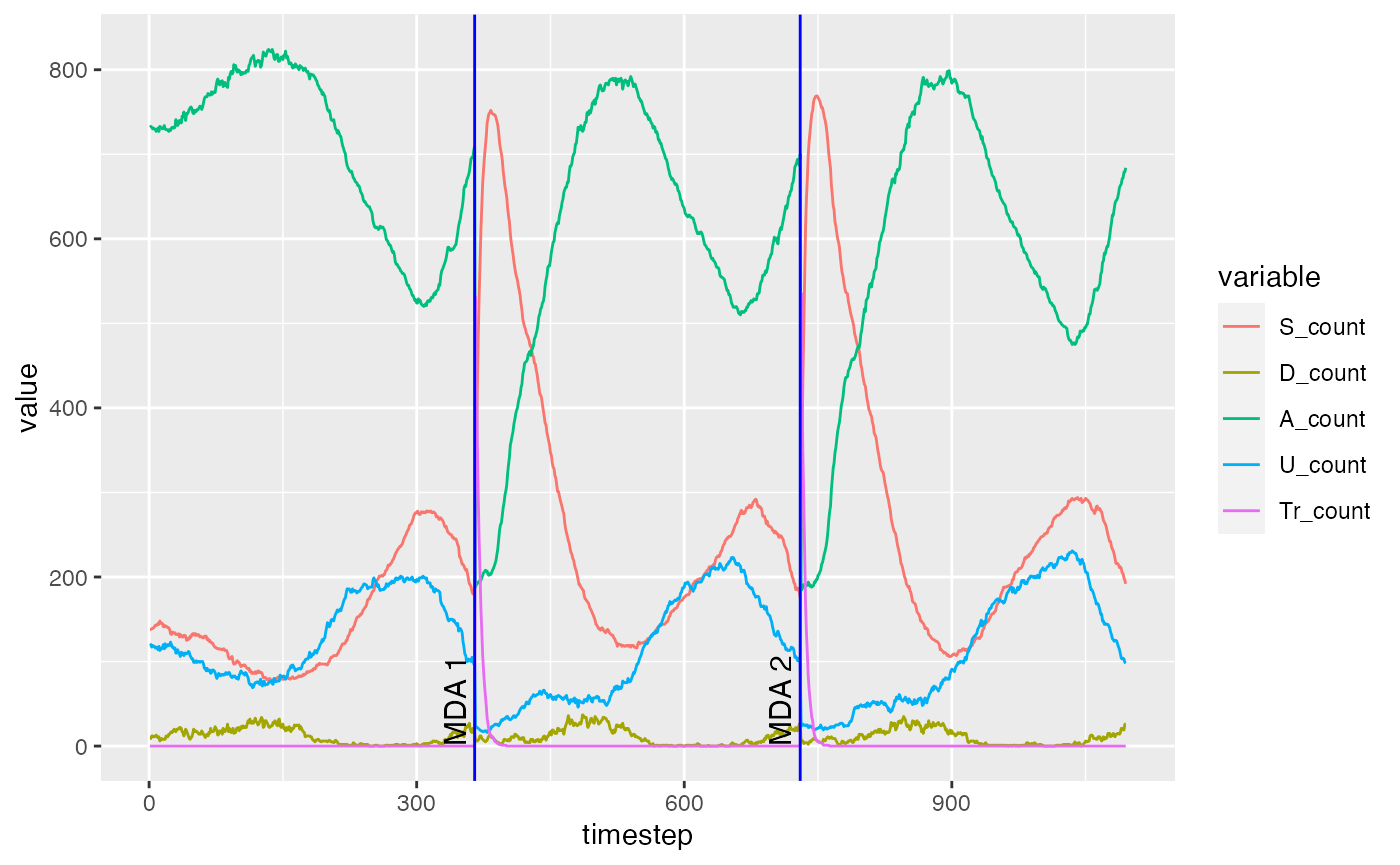 800
600
400
200
0
value
MDA 1
MDA 2
0
300
600
900
timestep
variable
S_count
D_count
A_count
U_count
Tr_count